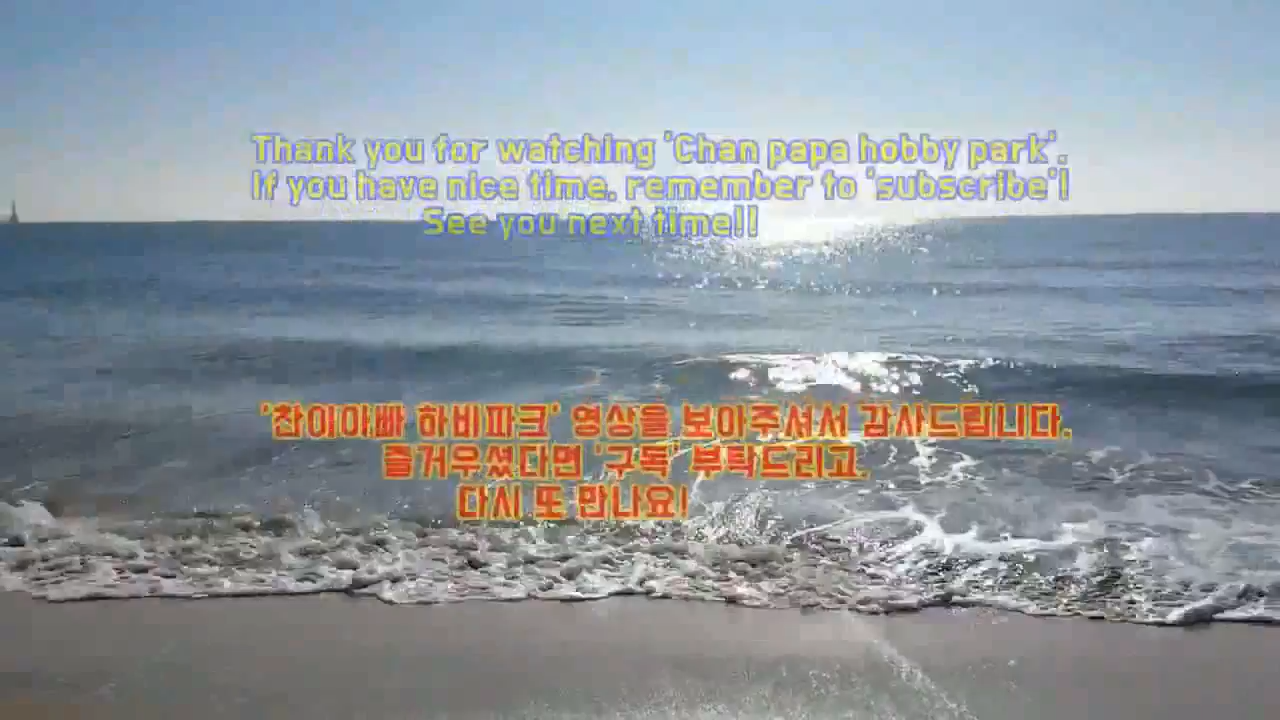 Thank you for watching 'Chan papa hobby park'.
If you have nice time, remember to 'subscribe'!
See you next time!!
'찬이아빠 하비파크' 영상을 보아주셔서 감사드립니다.
즐거우셨다면 '구독' 부탁드리고,
다시 또 만나요!